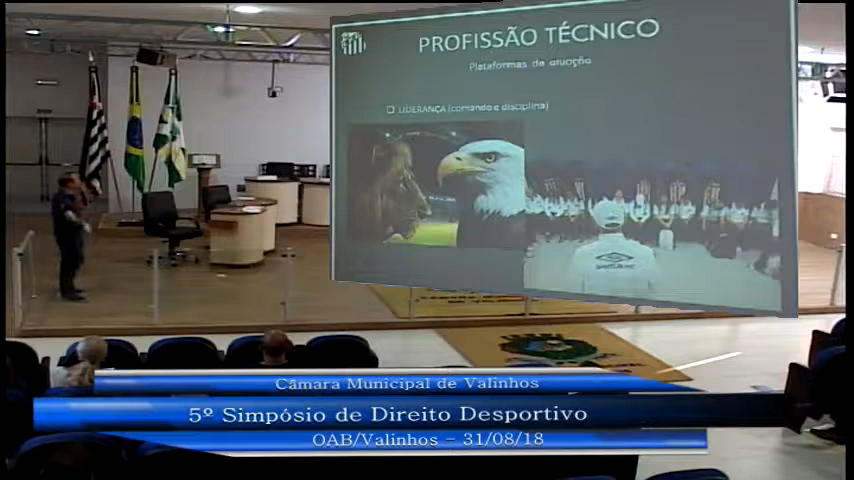 PROFISSÃO TÉCNICO
Plataformas de atuação
LIDERANÇA (comando e disciplina)
Câmara Municipal de Valinhos
5º Simpósio de Direito Desportivo
OAB/Valinhos - 31/08/18